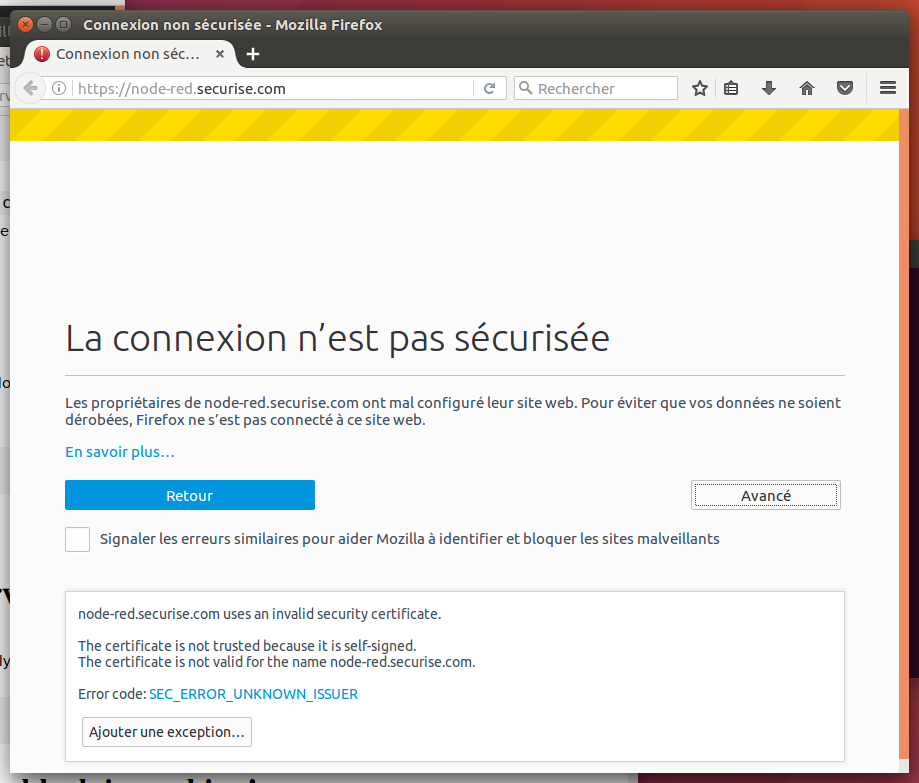 Connexion non sécurisée - Mozilla Firefox
Connexion non séc...
https://node-red.securise.com
Rechercher
La connexion n’est pas sécurisée
Les propriétaires de node-red.securise.com ont mal configuré leur site web. Pour éviter que vos données ne soient
dérobées, Firefox ne s’est pas connecté à ce site web.
En savoir plus…
Retour
Avancé
Signaler les erreurs similaires pour aider Mozilla à identifier et bloquer les sites malveillants
node-red.securise.com uses an invalid security certificate.
The certificate is not trusted because it is self-signed.
The certificate is not valid for the name node-red.securise.com.
Error code: SEC_ERROR_UNKNOWN_ISSUER
Ajouter une exception…